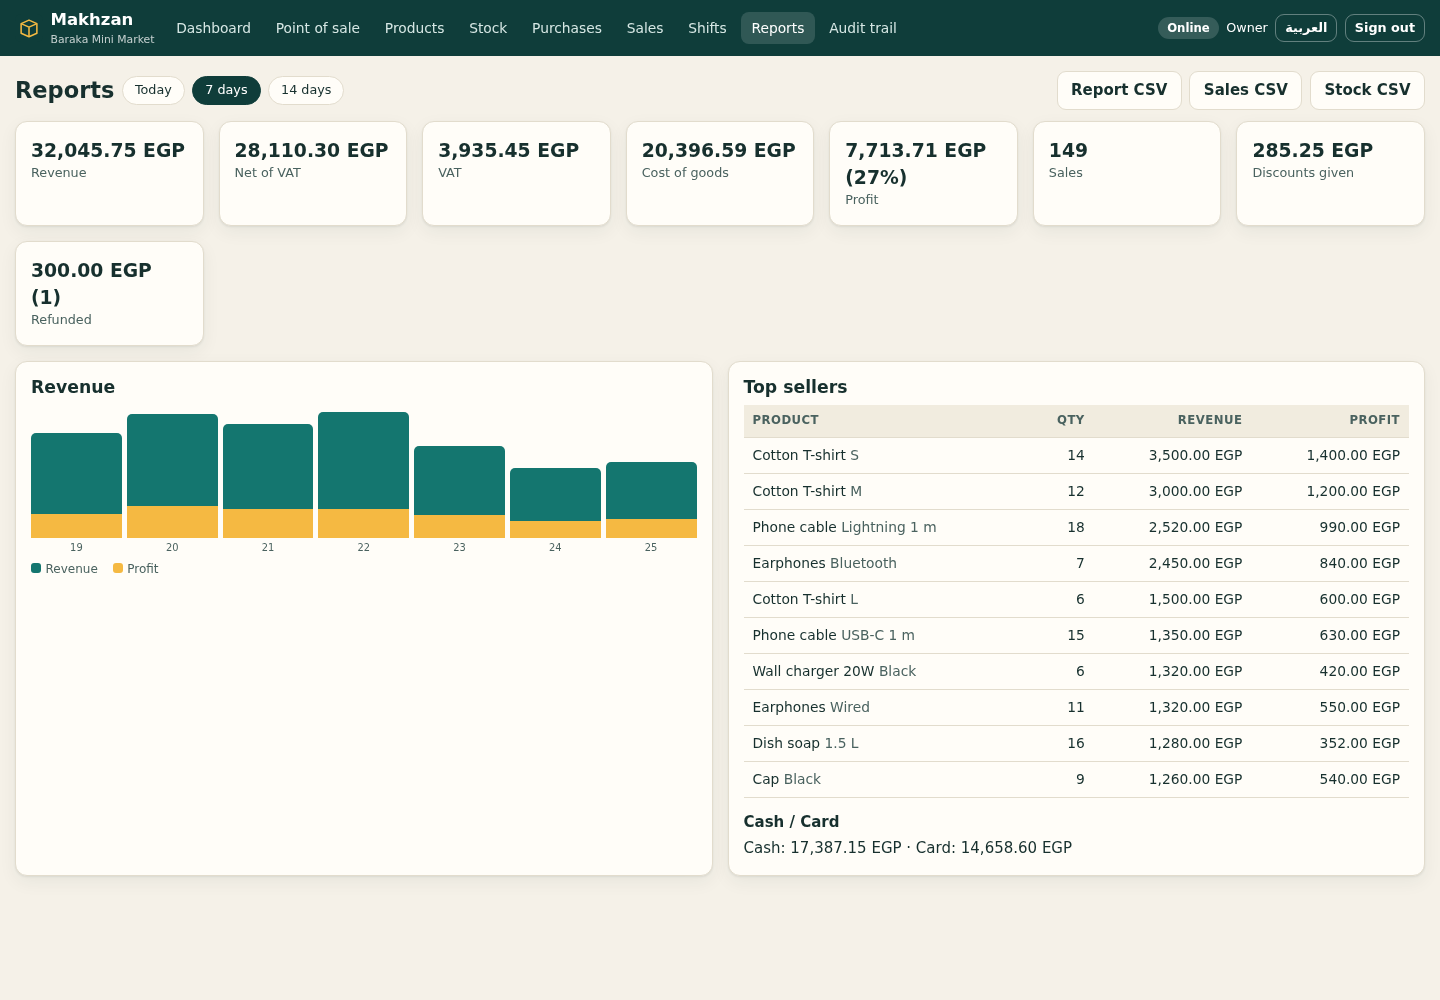 Makhzan
Baraka Mini Market
Dashboard Point of sale Products Stock Purchases Sales Shifts Reports Audit trail
Online Owner العربية Sign out
Reports Today 7 days 14 days
Report CSV Sales CSV Stock CSV
32,045.75 EGP
Revenue
28,110.30 EGP
Net of VAT
3,935.45 EGP
VAT
20,396.59 EGP
Cost of goods
7,713.71 EGP
(27%)
Profit
149
Sales
285.25 EGP
Discounts given
300.00 EGP
(1)
Refunded
Revenue
19 20 21 22 23 24 25
Revenue Profit
Top sellers
PRODUCT QTY REVENUE PROFIT
Cotton T-shirt S 14 3,500.00 EGP 1,400.00 EGP
Cotton T-shirt M 12 3,000.00 EGP 1,200.00 EGP
Phone cable Lightning 1 m 18 2,520.00 EGP 990.00 EGP
Earphones Bluetooth 7 2,450.00 EGP 840.00 EGP
Cotton T-shirt L 6 1,500.00 EGP 600.00 EGP
Phone cable USB-C 1 m 15 1,350.00 EGP 630.00 EGP
Wall charger 20W Black 6 1,320.00 EGP 420.00 EGP
Earphones Wired 11 1,320.00 EGP 550.00 EGP
Dish soap 1.5 L 16 1,280.00 EGP 352.00 EGP
Cap Black 9 1,260.00 EGP 540.00 EGP
Cash / Card
Cash: 17,387.15 EGP · Card: 14,658.60 EGP